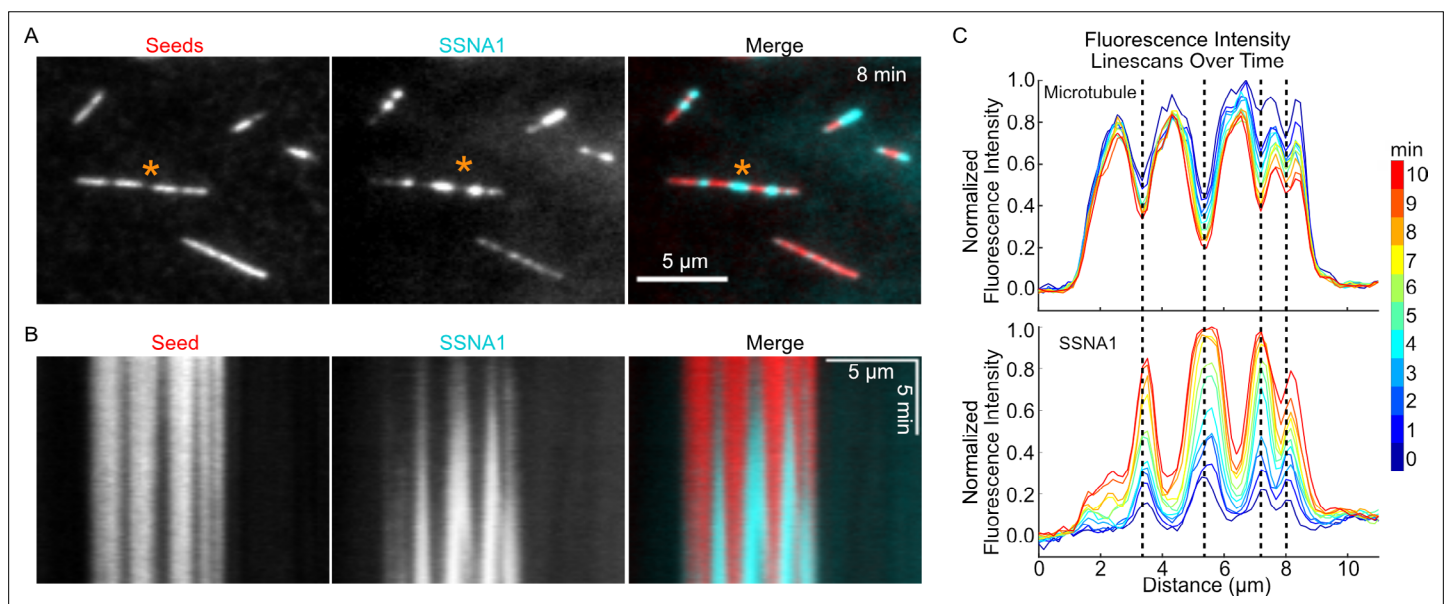 A
Seeds
SSNA1
Merge
8 min
*
*
*
5 µm
B
Seed
SSNA1
Merge
5 µm
5 min
C
Fluorescence Intensity
Linescans Over Time
Microtubule
Normalized
Fluorescence Intensity
1.0
0.8
0.6
0.4
0.2
0.0
SSNA1
Normalized
Fluorescence Intensity
1.0
0.8
0.6
0.4
0.2
0.0
0
2
4
6
8
10
Distance (µm)
min
10
9
8
7
6
5
4
3
2
1
0